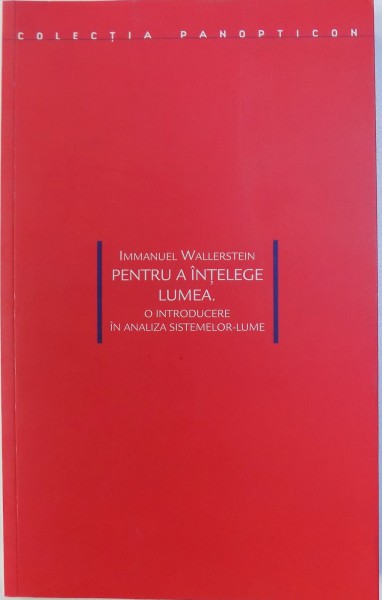 COLECȚIA PANOPTICON
IMMANUEL WALLERSTEIN
PENTRU A ÎNȚELEGE
LUMEA.
O INTRODUCERE
ÎN ANALIZA SISTEMELOR-LUME